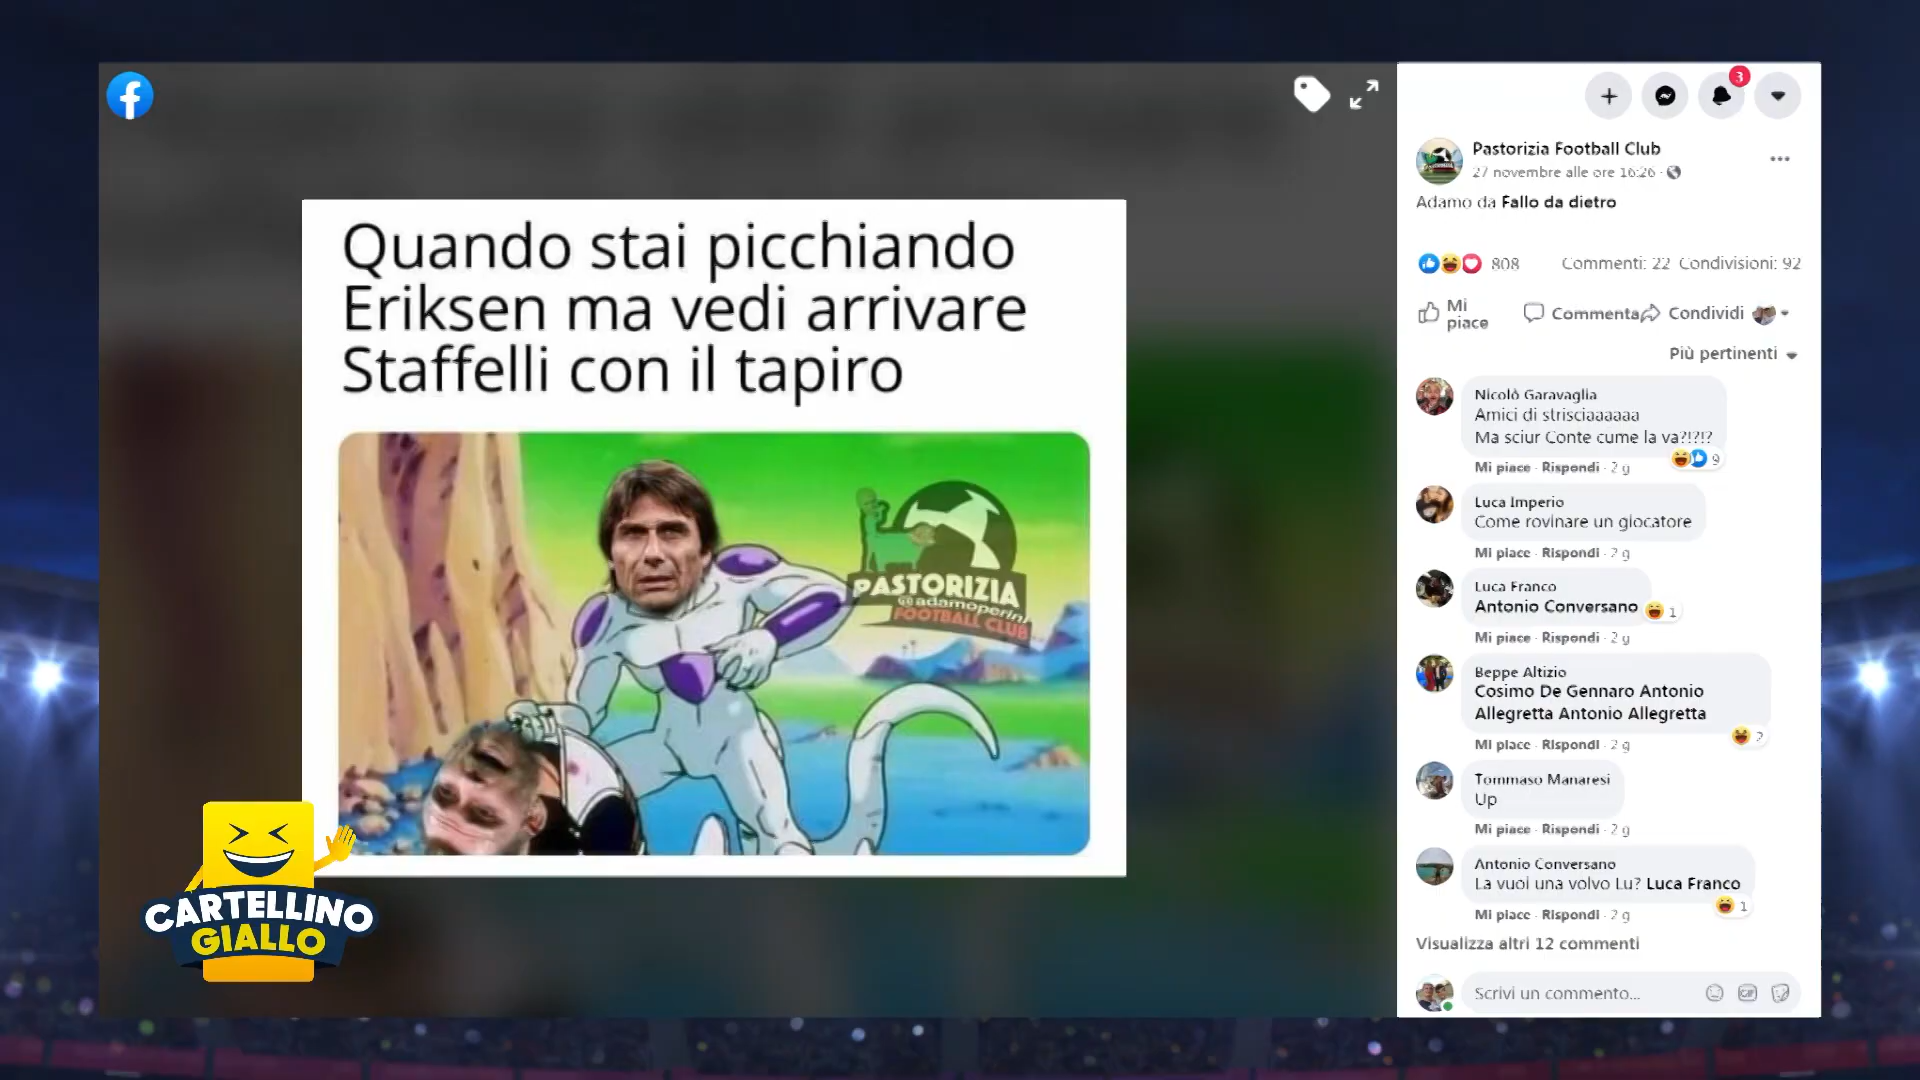 Quando stai picchiando
Eriksen ma vedi arrivare
Staffelli con il tapiro
PASTORIZIA
@adamoperin
FOOTBALL CLUB
CARTELLINO
GIALLO
3
Pastorizia Football Club
27 novembre alle ore 16:26 ·
Adamo da Fallo da dietro
808 Commenti: 22 Condivisioni: 92
Mi piace Commenta Condividi
Più pertinenti
Nicolò Garavaglia
Amici di strisciaaaaaa
Ma sciur Conte cume la va?!?!?
9
Mi piace · Rispondi · 2 g
Luca Imperio
Come rovinare un giocatore
Mi piace · Rispondi · 2 g
Luca Franco
Antonio Conversano
1
Mi piace · Rispondi · 2 g
Beppe Altizio
Cosimo De Gennaro Antonio
Allegretta Antonio Allegretta
2
Mi piace · Rispondi · 2 g
Tommaso Manaresi
Up
Mi piace · Rispondi · 2 g
Antonio Conversano
La vuoi una volvo Lu? Luca Franco
1
Mi piace · Rispondi · 2 g
Visualizza altri 12 commenti
Scrivi un commento...
GIF